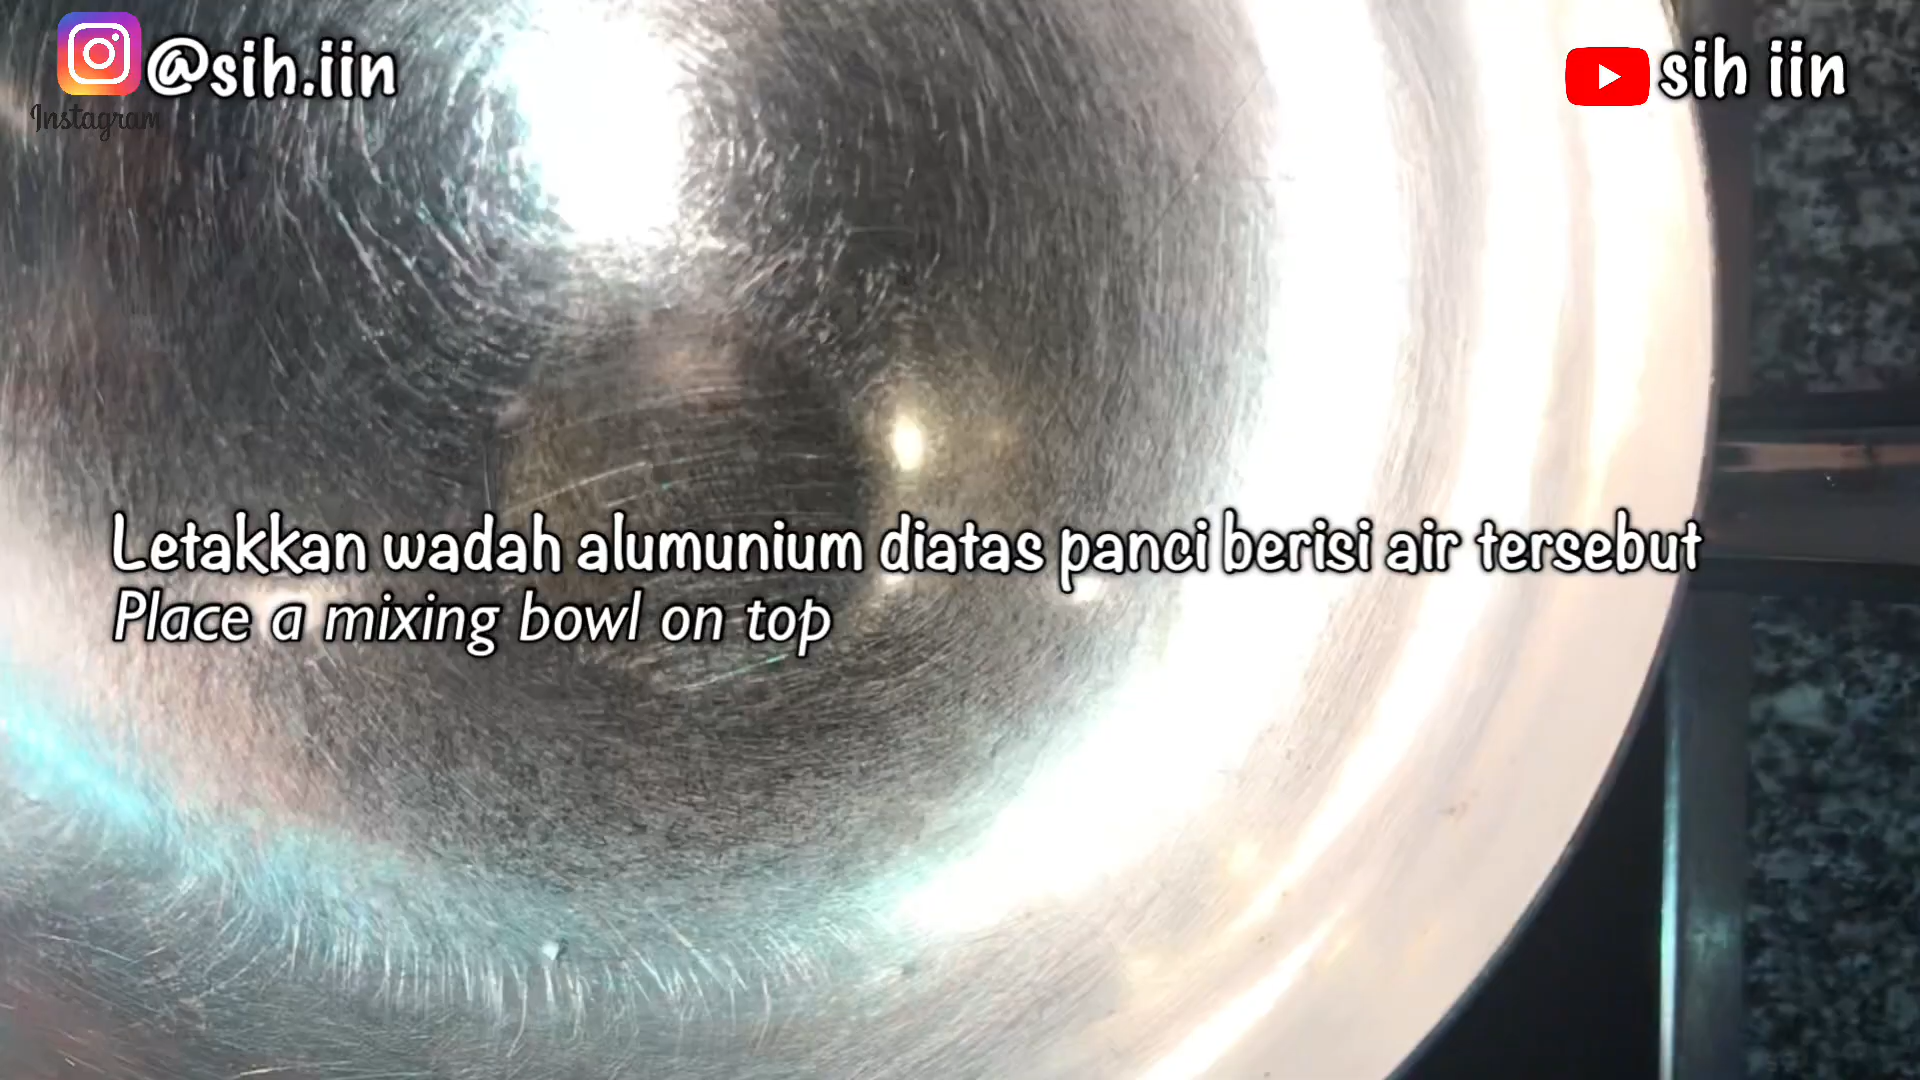 @sih.iin
sih iin
Instagram
Letakkan wadah alumunium diatas panci berisi air tersebut
Place a mixing bowl on top